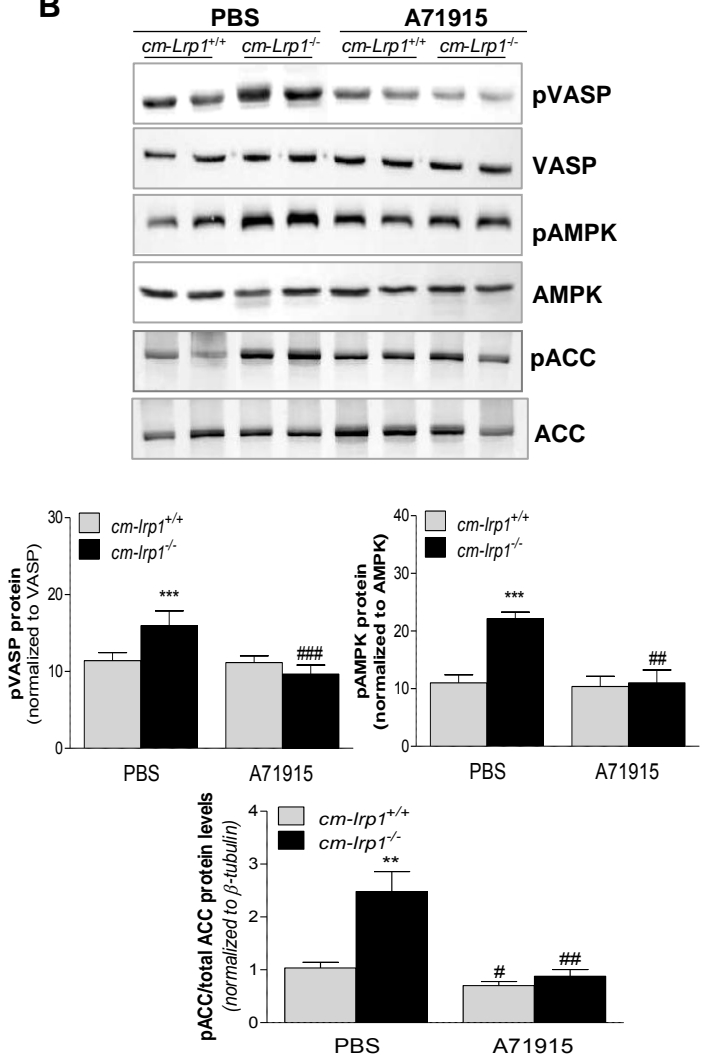 B
PBS A71915
cm-Lrp1+/+ cm-Lrp1-/- cm-Lrp1+/+ cm-Lrp1-/-
pVASP
VASP
pAMPK
AMPK
pACC
ACC
pVASP protein
(normalized to VASP)
30
20
10
0
cm-lrp1+/+
cm-lrp1-/-
***
###
PBS A71915
pAMPK protein
(normalized to AMPK)
40
30
20
10
0
cm-lrp1+/+
cm-lrp1-/-
***
##
PBS A71915
pACC/total ACC protein levels
(normalized to β-tubulin)
4
3
2
1
0
cm-lrp1+/+
cm-lrp1-/-
**
#
##
PBS A71915